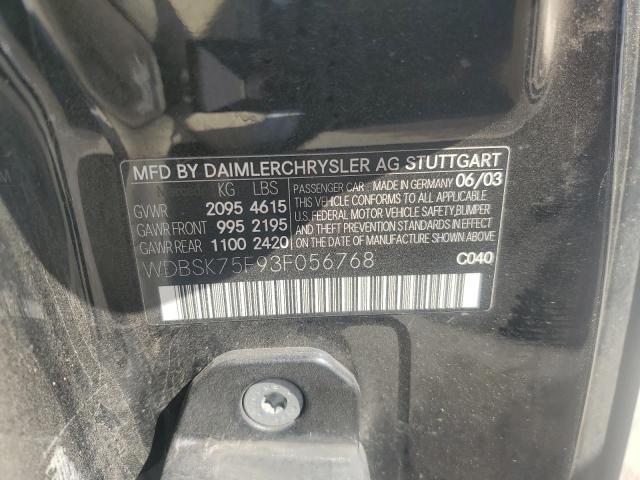 MFD BY DAIMLERCHRYSLER AG STUTTGART
KG LBS
GVWR 2095 4615
GAWR FRONT 995 2195
GAWR REAR 1100 2420
PASSENGER CAR MADE IN GERMANY 06/03
THIS VEHICLE CONFORMS TO ALL APPLICABLE
U.S.FEDERAL MOTOR VEHICLE SAFETY,BUMPER
AND THEFT PREVENTION STANDARDS IN EFFECT
ON THE DATE OF MANUFACTURE SHOWN ABOVE.
WDBSK75F93F056768 C040